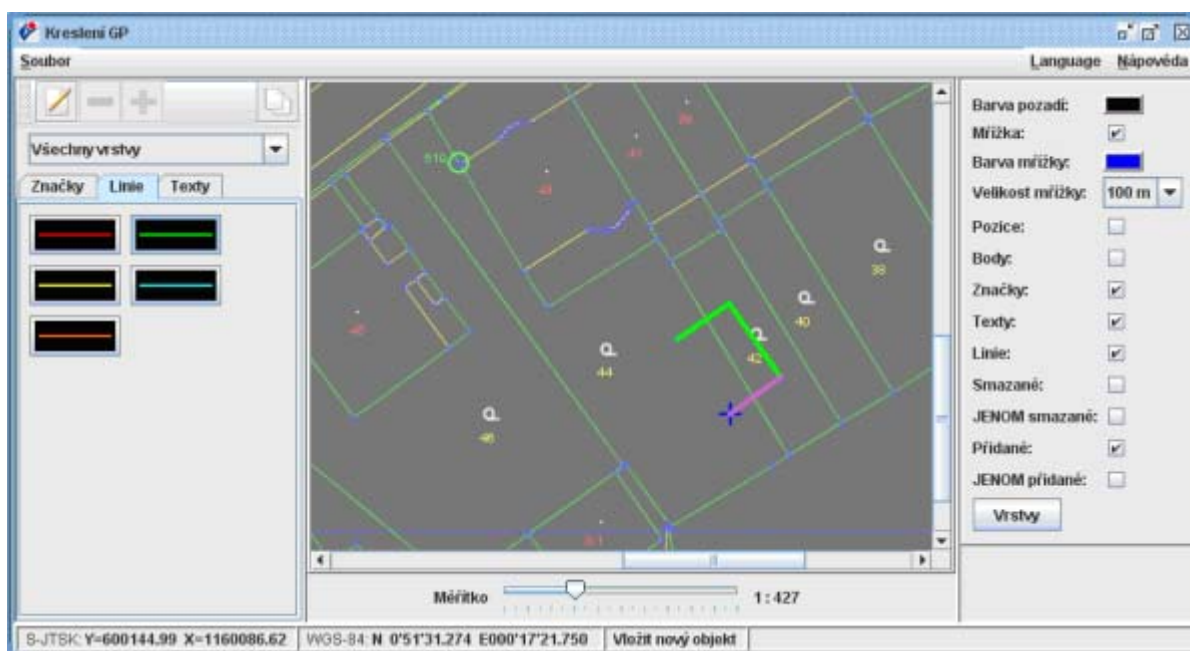 Kreslení GP
Soubor Language Nápověda
Všechny vrstvy
Značky Linie Texty
510
41
38
40
42
44
46
Barva pozadí:
Mřížka:
Barva mřížky:
Velikost mřížky: 100 m
Pozice:
Body:
Značky:
Texty:
Linie:
Smazané:
JENOM smazané:
Přidané:
JENOM přidané:
Vrstvy
Měřítko 1:427
S-JTSK: Y=600144.99 X=1160086.62 WGS-84: N 0'51'31.274 E000'17'21.750 Vložit nový objekt